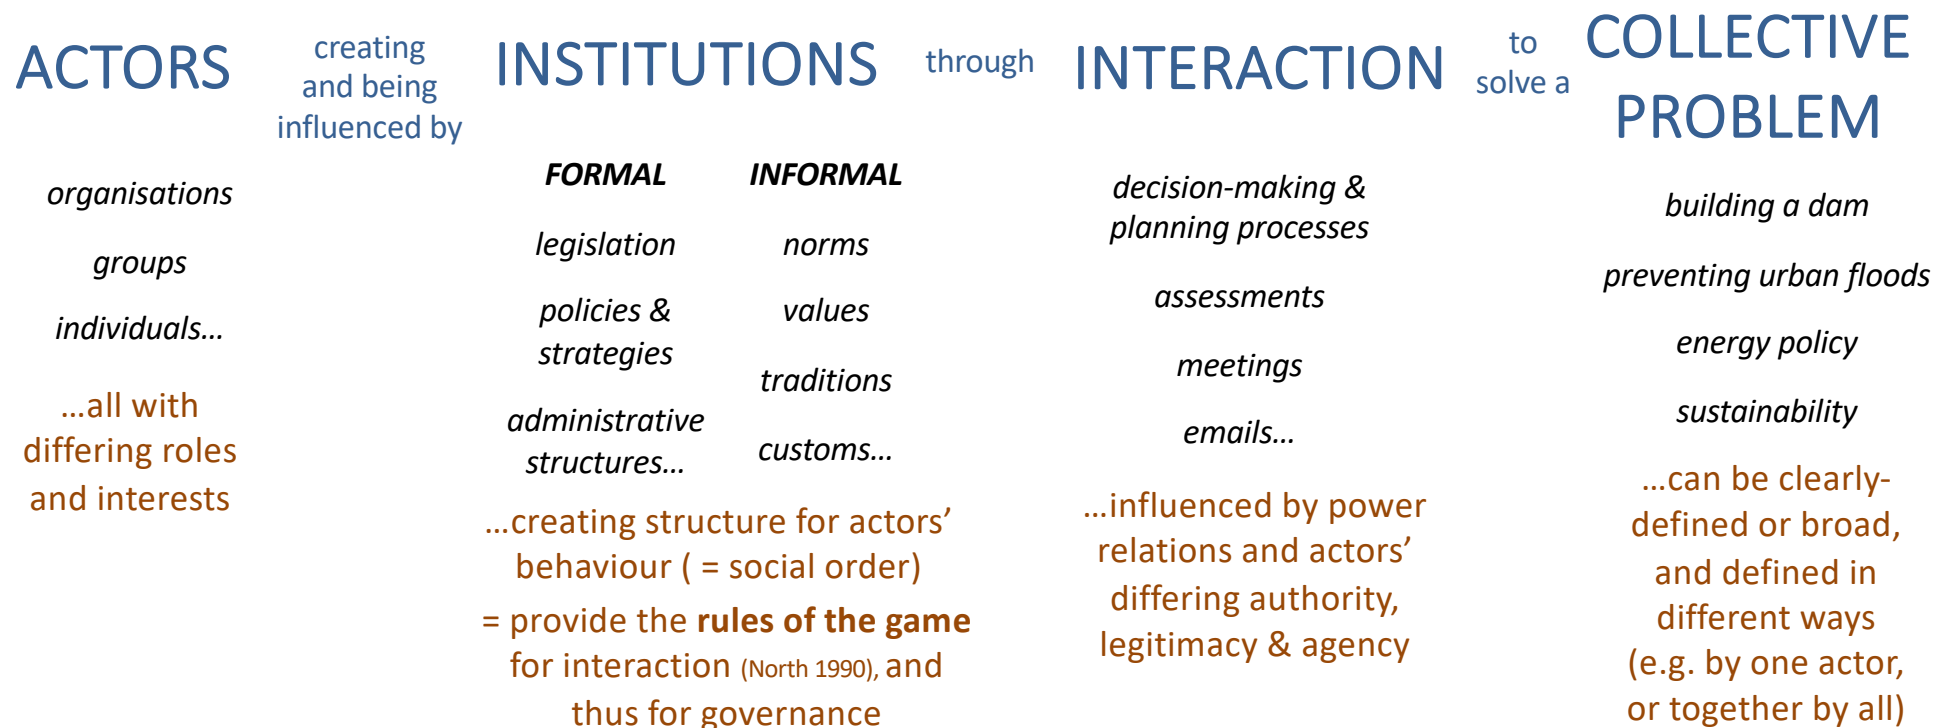 ACTORS
creating
and being
influenced by
INSTITUTIONS
through
INTERACTION
to
solve a
COLLECTIVE
PROBLEM
organisations
groups
individuals...
...all with
differing roles
and interests
FORMAL
legislation
policies &
strategies
administrative
structures...
INFORMAL
norms
values
traditions
customs...
...creating structure for actors'
behaviour ( = social order)
= provide the rules of the game
for interaction (North 1990), and
thus for governance
decision-making &
planning processes
assessments
meetings
emails...
...influenced by power
relations and actors'
differing authority,
legitimacy & agency
building a dam
preventing urban floods
energy policy
sustainability
...can be clearly-
defined or broad,
and defined in
different ways
(e.g. by one actor,
or together by all)